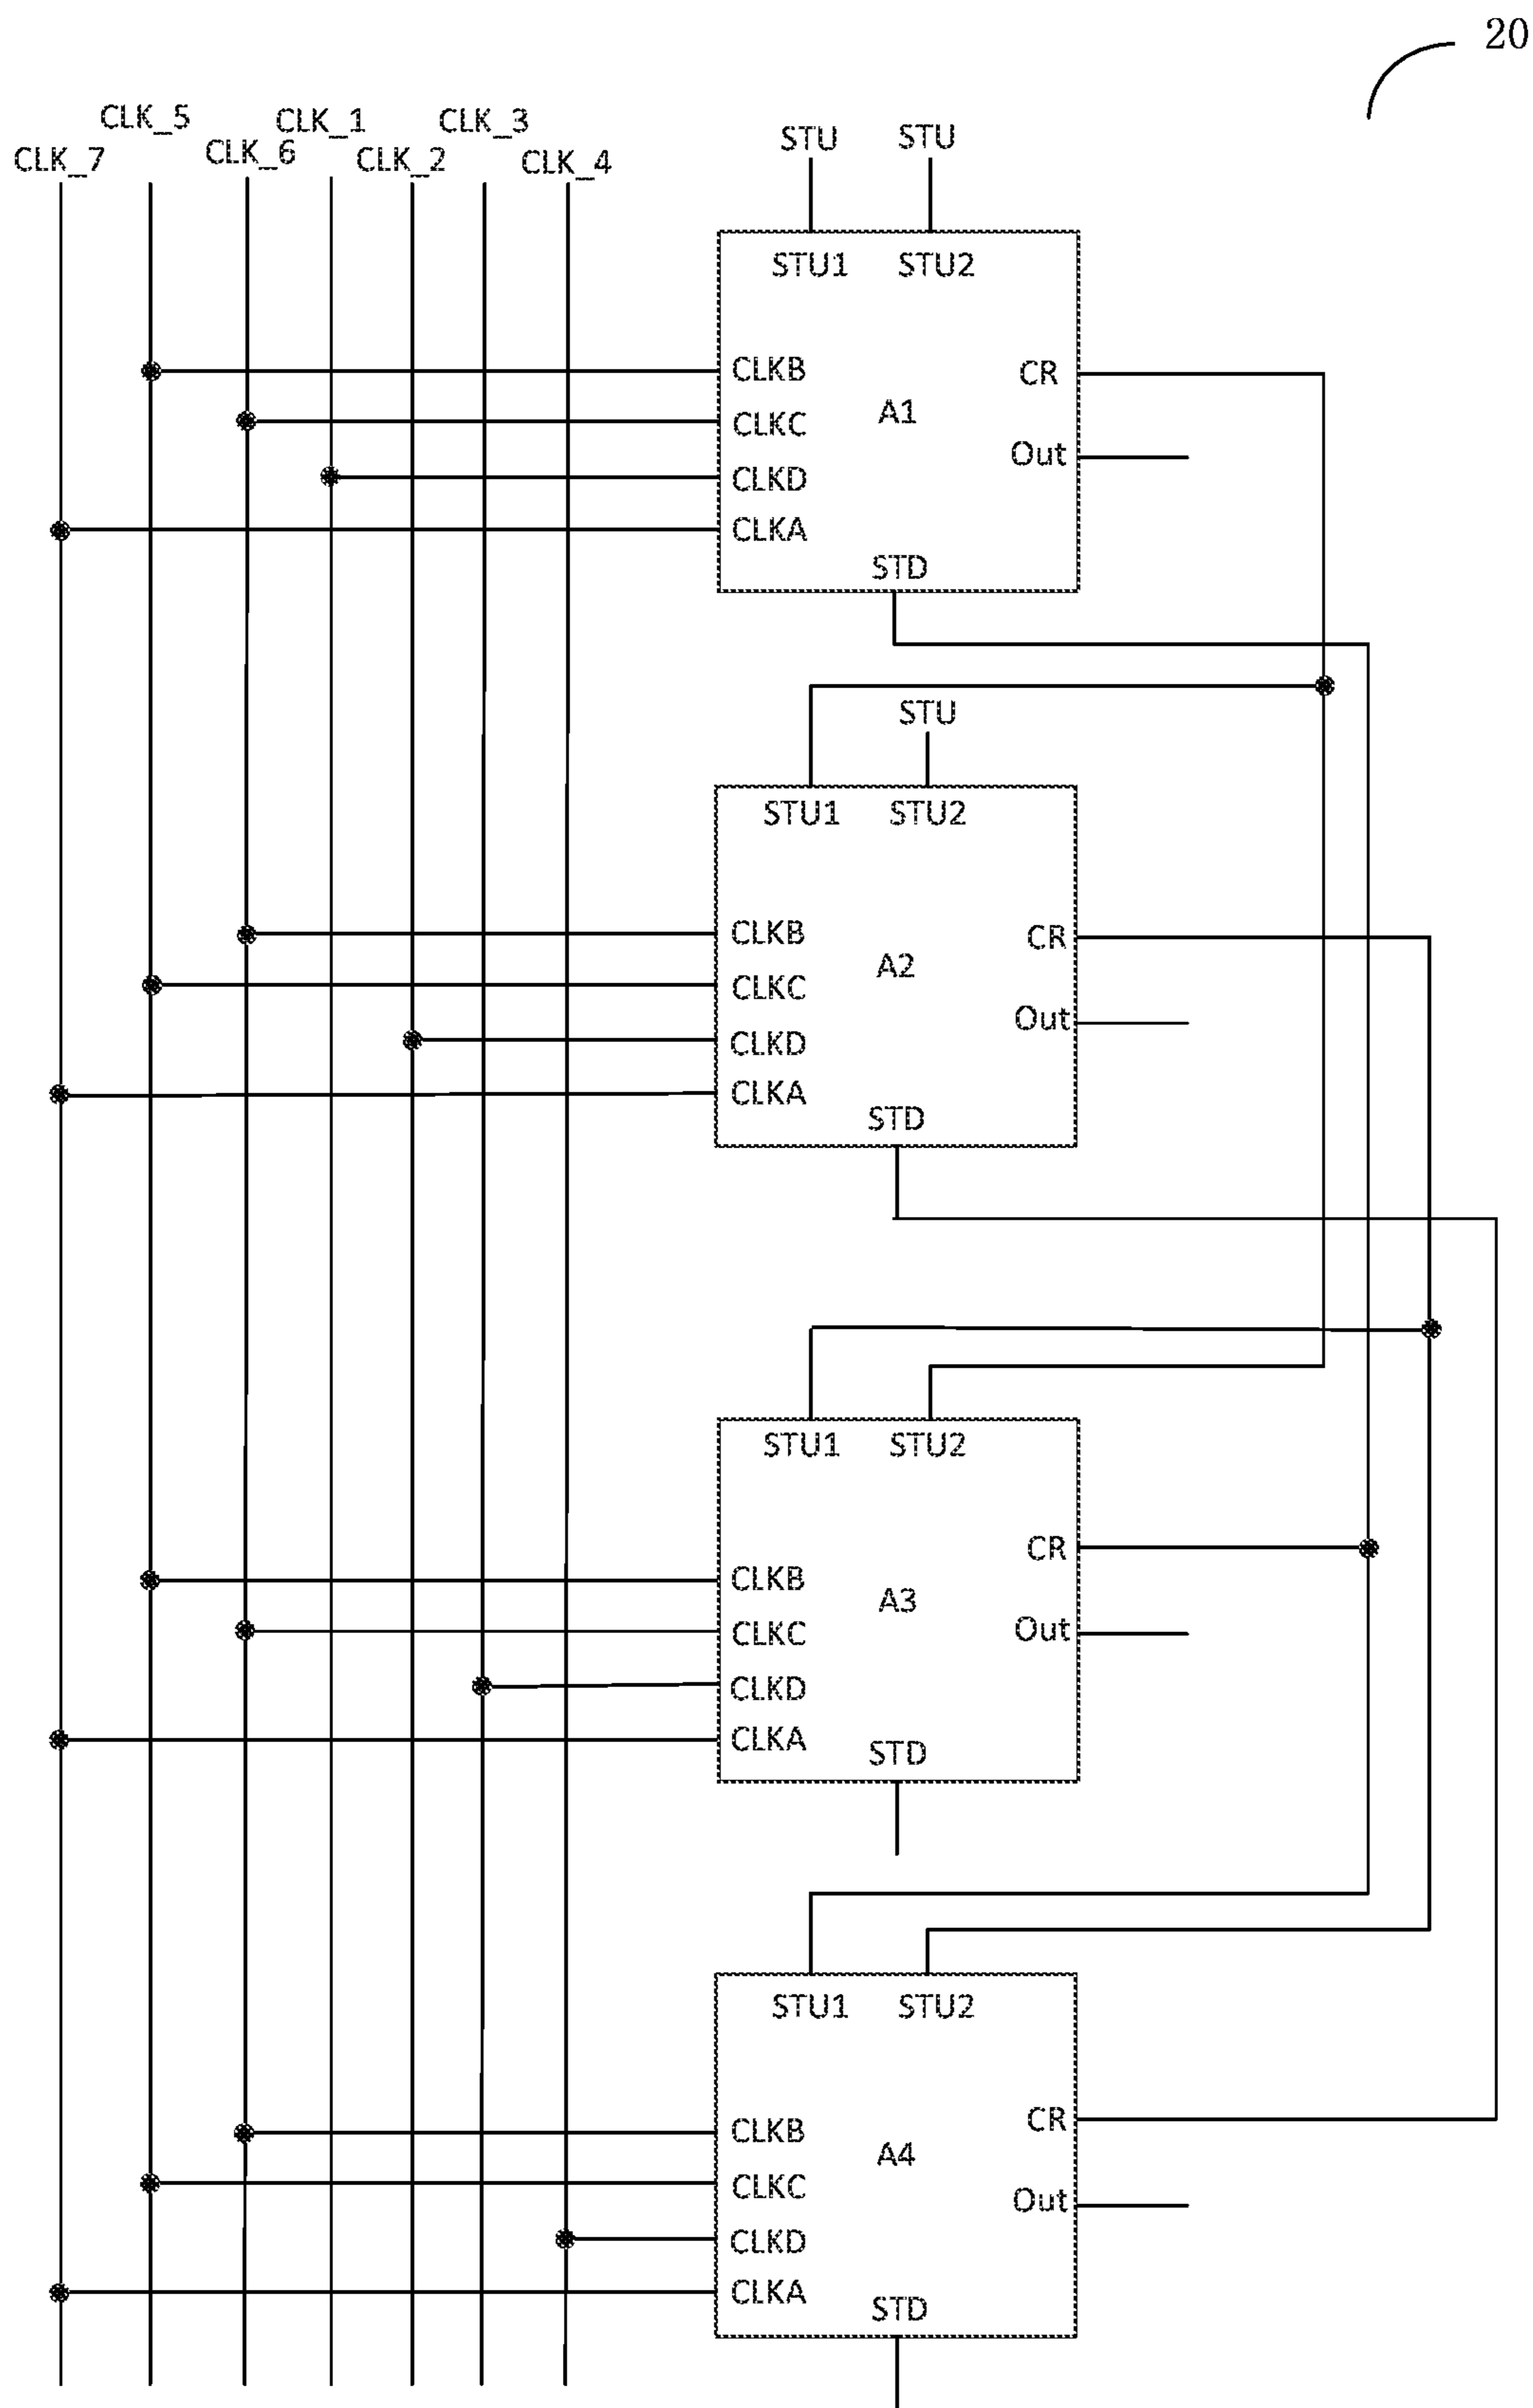 20
CLK_5
CLK_1
CLK_3
CLK_7
CLK_6
CLK_2
CLK_4
STU
STU
STU1
STU2
CLKB
CLKC
CLKD
CLKA
A1
CR
Out
STD
STU
STU1
STU2
CLKB
CLKC
CLKD
CLKA
A2
CR
Out
STD
STU1
STU2
CLKB
CLKC
CLKD
CLKA
A3
CR
Out
STD
STU1
STU2
CLKB
CLKC
CLKD
CLKA
A4
CR
Out
STD